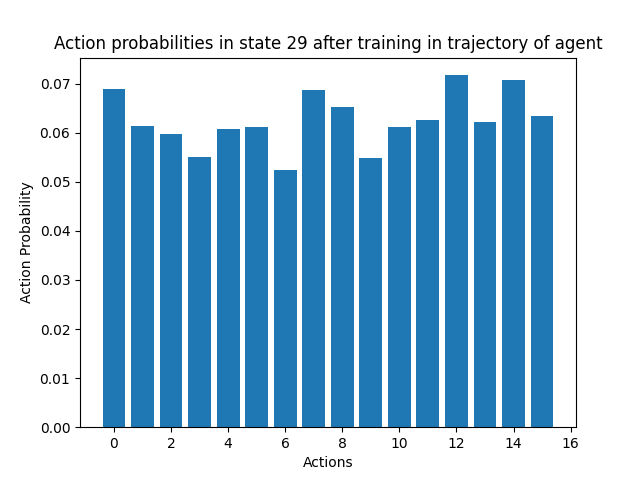 Action probabilities in state 29 after training in trajectory of agent
0.07
0.06
0.05
0.04
0.03
0.02
0.01
0.00
Action Probability
0 2 4 6 8 10 12 14 16
Actions